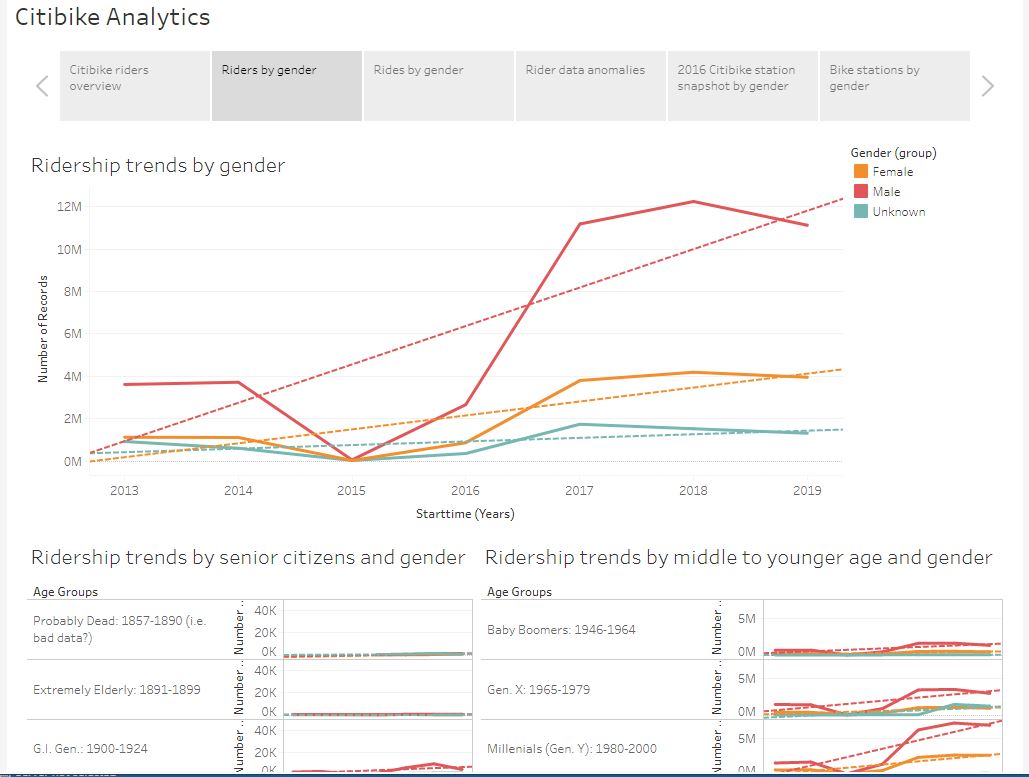 Citibike Analytics
Citibike riders
overview
Riders by gender
Rides by gender
Rider data anomalies
2016 Citibike station
snapshot by gender
Bike stations by
gender
Ridership trends by gender
Gender (group)
Female
Male
Unknown
Number of Records
12M
10M
8M
6M
4M
2M
0M
2013 2014 2015 2016 2017 2018 2019
Starttime (Years)
Ridership trends by senior citizens and gender
Age Groups
Probably Dead: 1857-1890 (i.e.
bad data?)
Number ..
40K
20K
0K
Extremely Elderly: 1891-1899
Number ..
40K
20K
0K
G.I. Gen.: 1900-1924
Number ..
40K
20K
0K
Ridership trends by middle to younger age and gender
Age Groups
Baby Boomers: 1946-1964
Number ..
5M
0M
Gen. X: 1965-1979
Number ..
5M
0M
Millenials (Gen. Y): 1980-2000
Number ..
5M
0M